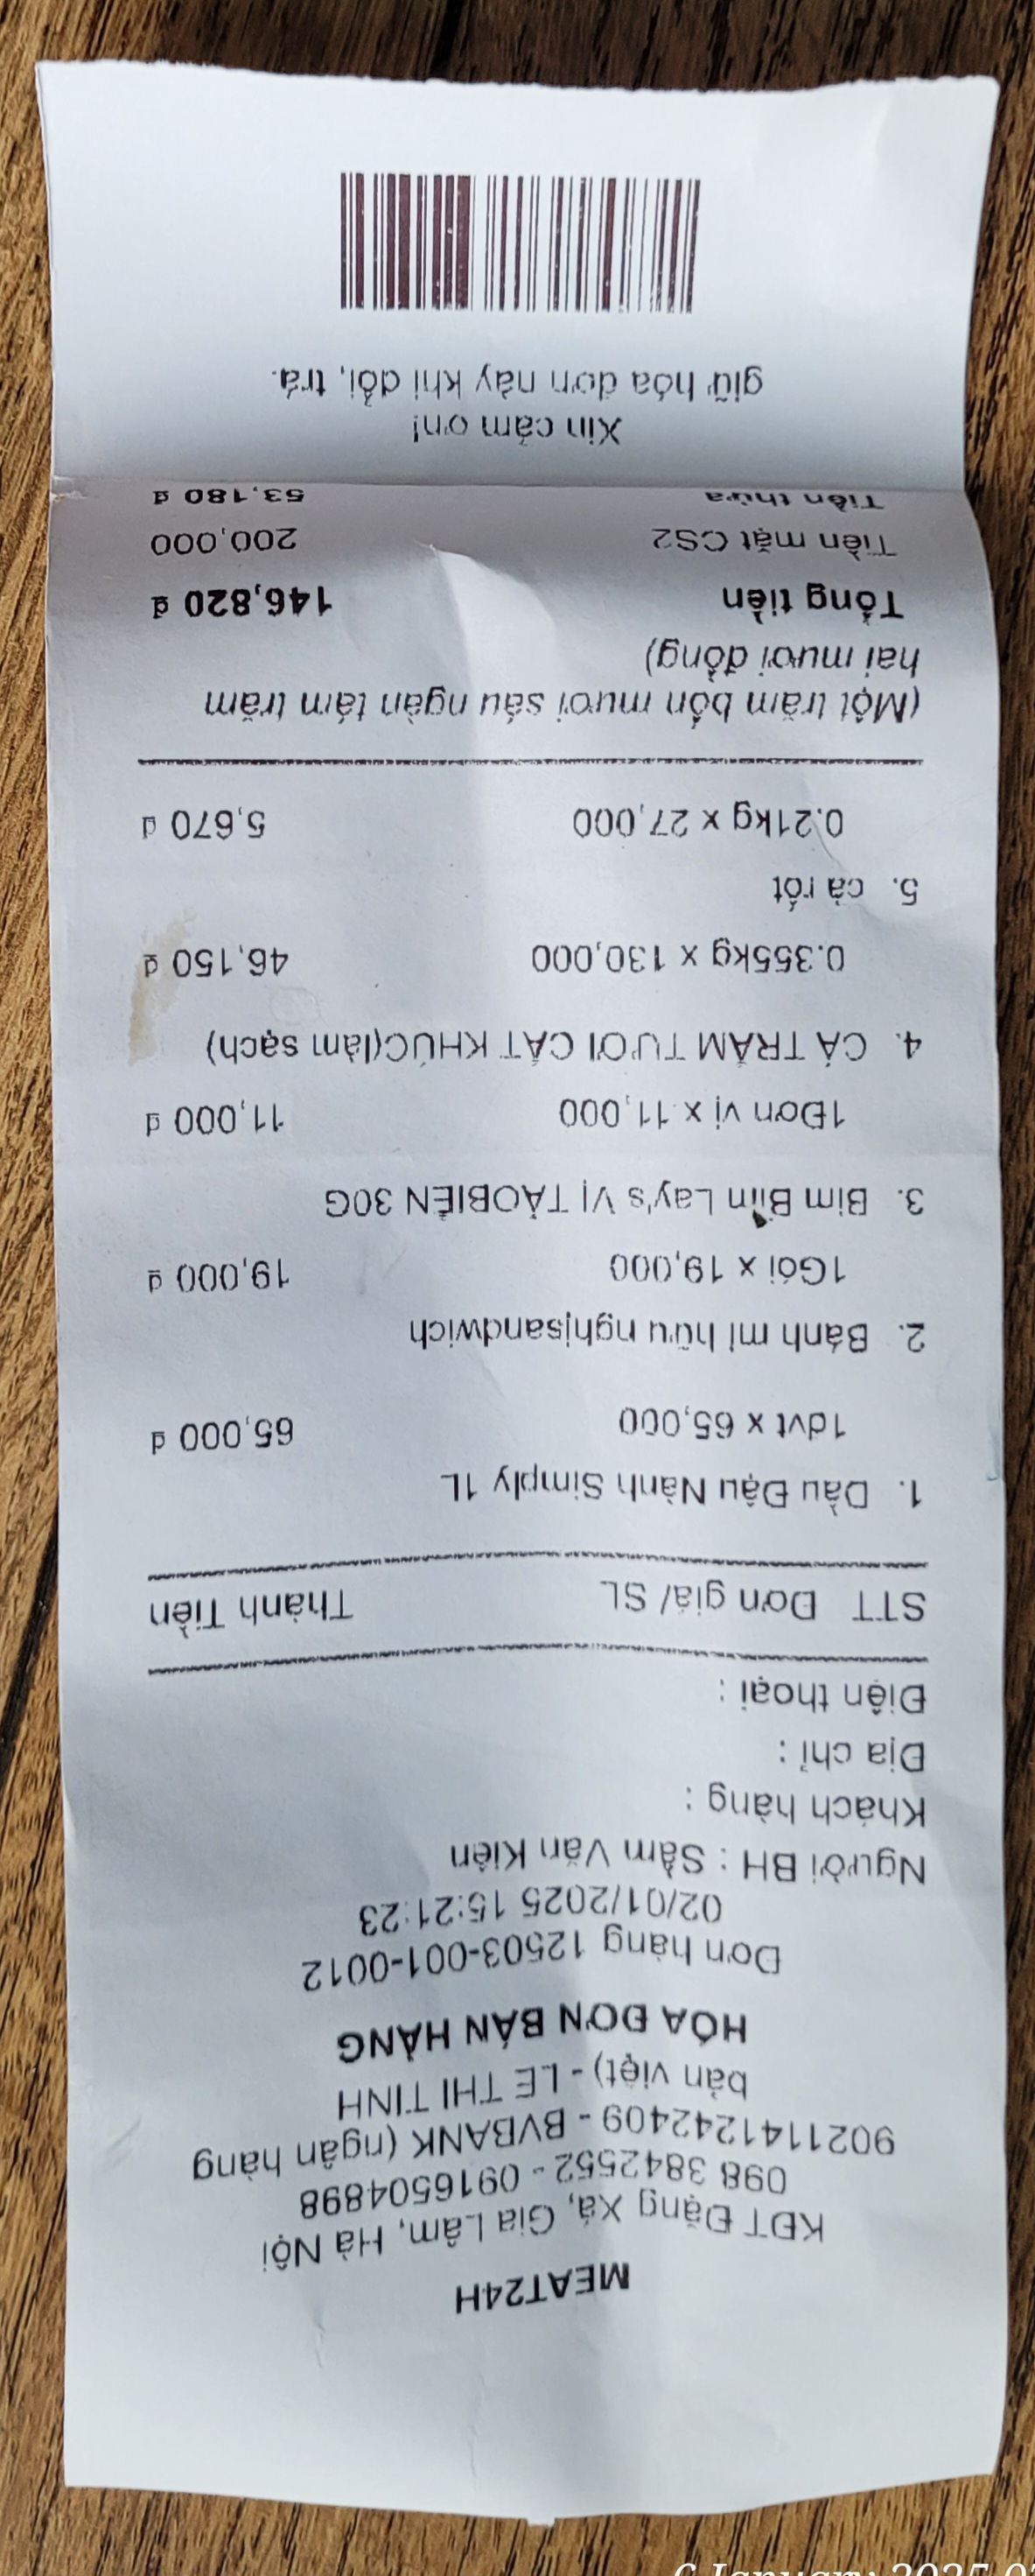 MEAT24H
KĐT Đặng Xá, Gia Lâm, Hà Nội
098 3842552 - 0916504898
9021141242409 - BVBANK (ngân hàng
bản việt) - LE THI TINH
HÓA ĐƠN BÁN HÀNG
Đơn hàng 12503-001-0012
02/01/2025 15:21:23
Người BH : Sầm Văn Kiên
Khách hàng :
Địa chỉ :
Điện thoại :
STT Đơn giá/ SL Thành Tiền
1. Dầu Đậu Nành Simply 1L
1dvt x 65,000 65,000 đ
2. Bánh mì hữu nghịsandwich
1Gói x 19,000 19,000 đ
3. Bim Bim Lay's VỊ TẢOBIỂN 30G
1Đơn vị x 11,000 11,000 đ
4. CÁ TRẮM TƯƠI CẮT KHÚC(làm sạch)
0.355kg x 130,000 46,150 đ
5. cà rốt
0.21kg x 27,000 5,670 đ
(Một trăm bốn mươi sáu ngàn tám trăm
hai mươi đồng)
Tổng tiền 146,820 đ
Tiền mặt CS2 200,000
Tiền thừa 53,180 đ
Xin cảm ơn!
giữ hóa đơn này khi đổi, trả.
6 January 2025